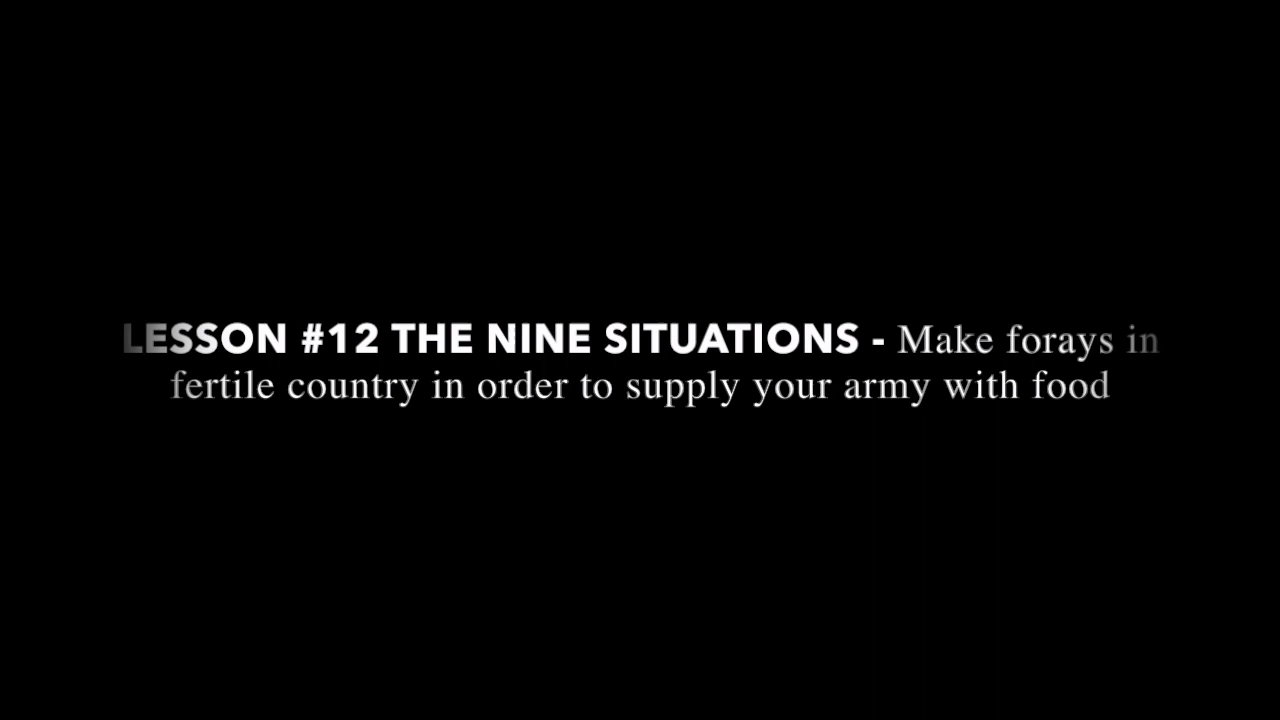 LESSON #12 THE NINE SITUATIONS - Make forays in
fertile country in order to supply your army with food